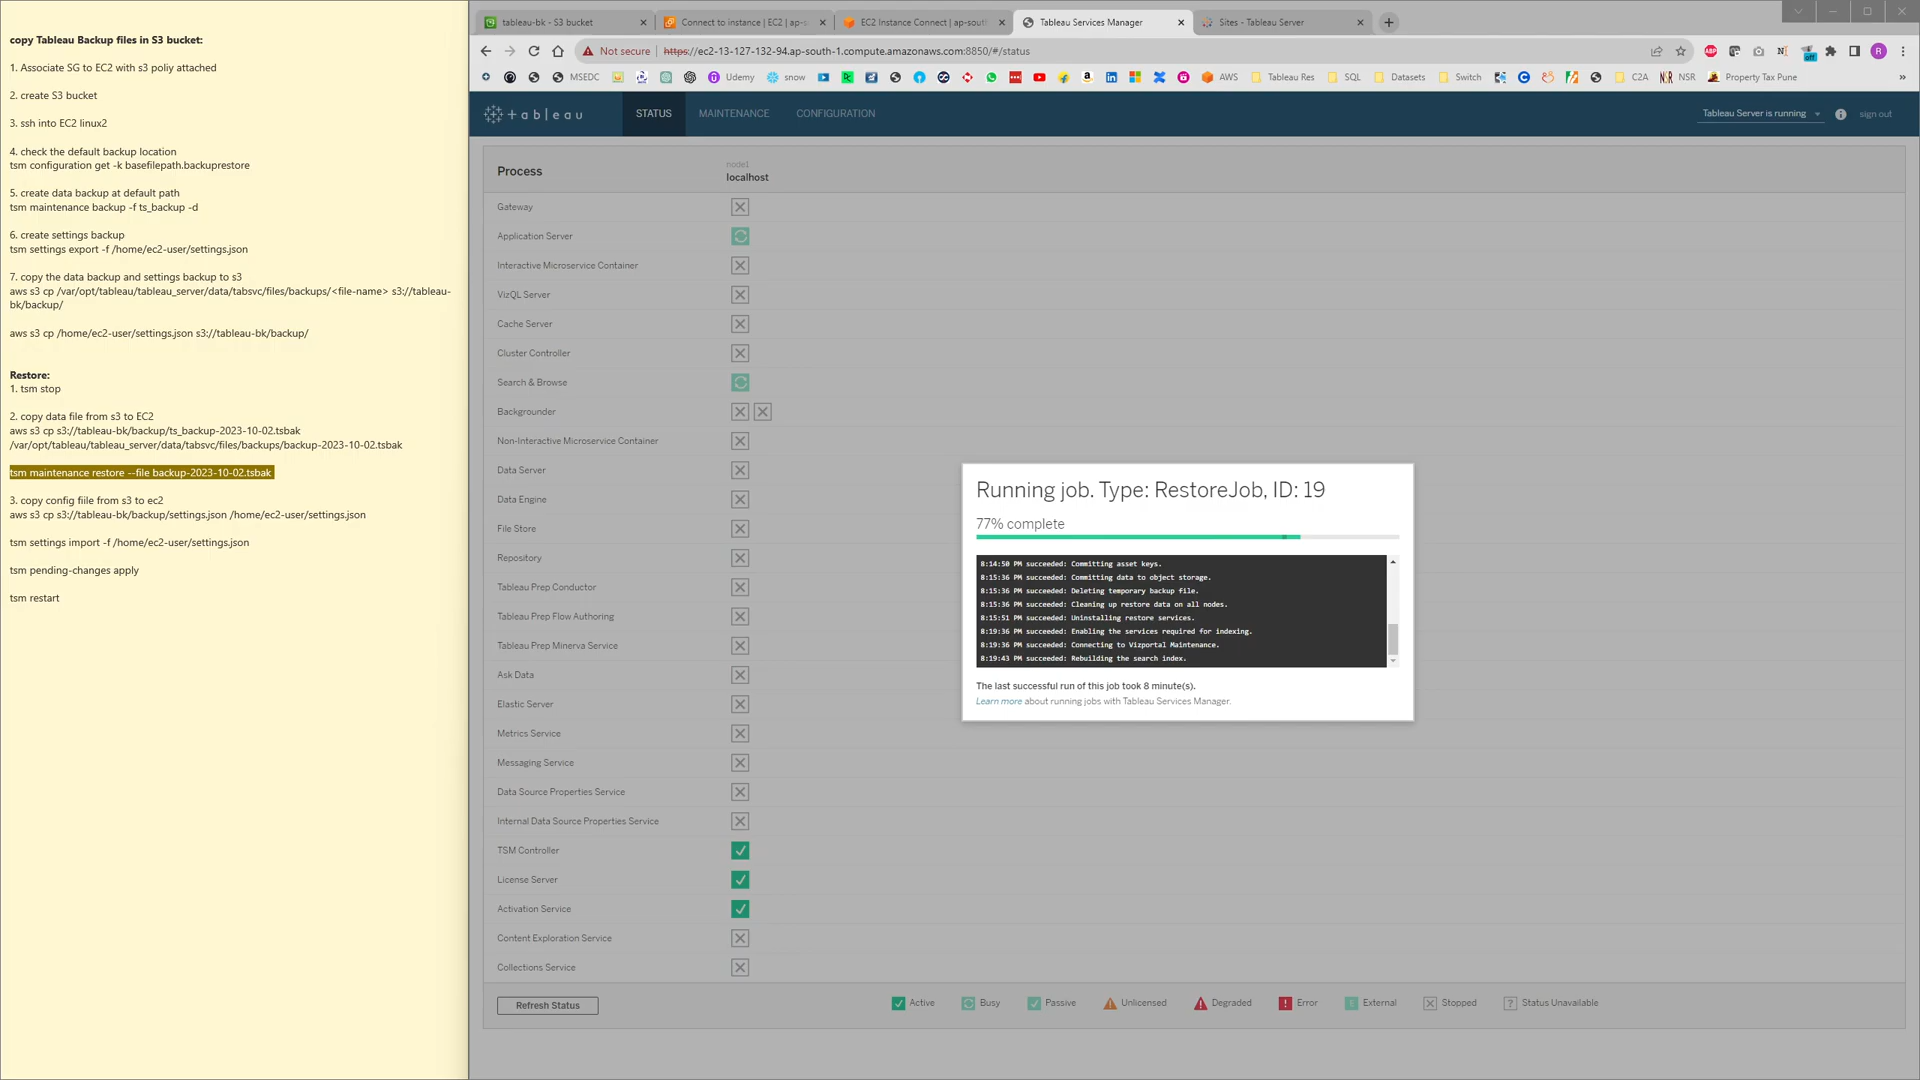 copy Tableau Backup files in S3 bucket:
1. Associate SG to EC2 with s3 poliy attached
2. create S3 bucket
3. ssh into EC2 linux2
4. check the default backup location
tsm configuration get -k basefilepath.backuprestore
5. create data backup at default path
tsm maintenance backup -f ts_backup -d
6. create settings backup
tsm settings export -f /home/ec2-user/settings.json
7. copy the data backup and settings backup to s3
aws s3 cp /var/opt/tableau/tableau_server/data/tabsvc/files/backups/<file-name> s3://tableau-
bk/backup/
aws s3 cp /home/ec2-user/settings.json s3://tableau-bk/backup/
Restore:
1. tsm stop
2. copy data file from s3 to EC2
aws s3 cp s3://tableau-bk/backup/ts_backup-2023-10-02.tsbak
/var/opt/tableau/tableau_server/data/tabsvc/files/backups/backup-2023-10-02.tsbak
tsm maintenance restore --file backup-2023-10-02.tsbak
3. copy config fiile from s3 to ec2
aws s3 cp s3://tableau-bk/backup/settings.json /home/ec2-user/settings.json
tsm settings import -f /home/ec2-user/settings.json
tsm pending-changes apply
tsm restart
tableau-bk - S3 bucket
Connect to instance | EC2 | ap-s
EC2 Instance Connect | ap-sout
Tableau Services Manager
Sites - Tableau Server
Not secure | https://ec2-13-127-132-94.ap-south-1.compute.amazonaws.com:8850/#/status
MSEDC Udemy snow AWS Tableau Res SQL Datasets Switch C2A NSR Property Tax Pune
tableau STATUS MAINTENANCE CONFIGURATION Tableau Server is running sign out
Process
node1
localhost
Gateway
Application Server
Interactive Microservice Container
VizQL Server
Cache Server
Cluster Controller
Search & Browse
Backgrounder
Non-Interactive Microservice Container
Data Server
Data Engine
File Store
Repository
Tableau Prep Conductor
Tableau Prep Flow Authoring
Tableau Prep Minerva Service
Ask Data
Elastic Server
Metrics Service
Messaging Service
Data Source Properties Service
Internal Data Source Properties Service
TSM Controller
License Server
Activation Service
Content Exploration Service
Collections Service
Refresh Status
Active Busy Passive Unlicensed Degraded Error External Stopped Status Unavailable
Running job. Type: RestoreJob, ID: 19
77% complete
8:14:50 PM succeeded: Committing asset keys.
8:15:36 PM succeeded: Committing data to object storage.
8:15:36 PM succeeded: Deleting temporary backup file.
8:15:36 PM succeeded: Cleaning up restore data on all nodes.
8:15:51 PM succeeded: Uninstalling restore services.
8:19:36 PM succeeded: Enabling the services required for indexing.
8:19:36 PM succeeded: Connecting to Vizportal Maintenance.
8:19:43 PM succeeded: Rebuilding the search index.
The last successful run of this job took 8 minute(s).
Learn more about running jobs with Tableau Services Manager.